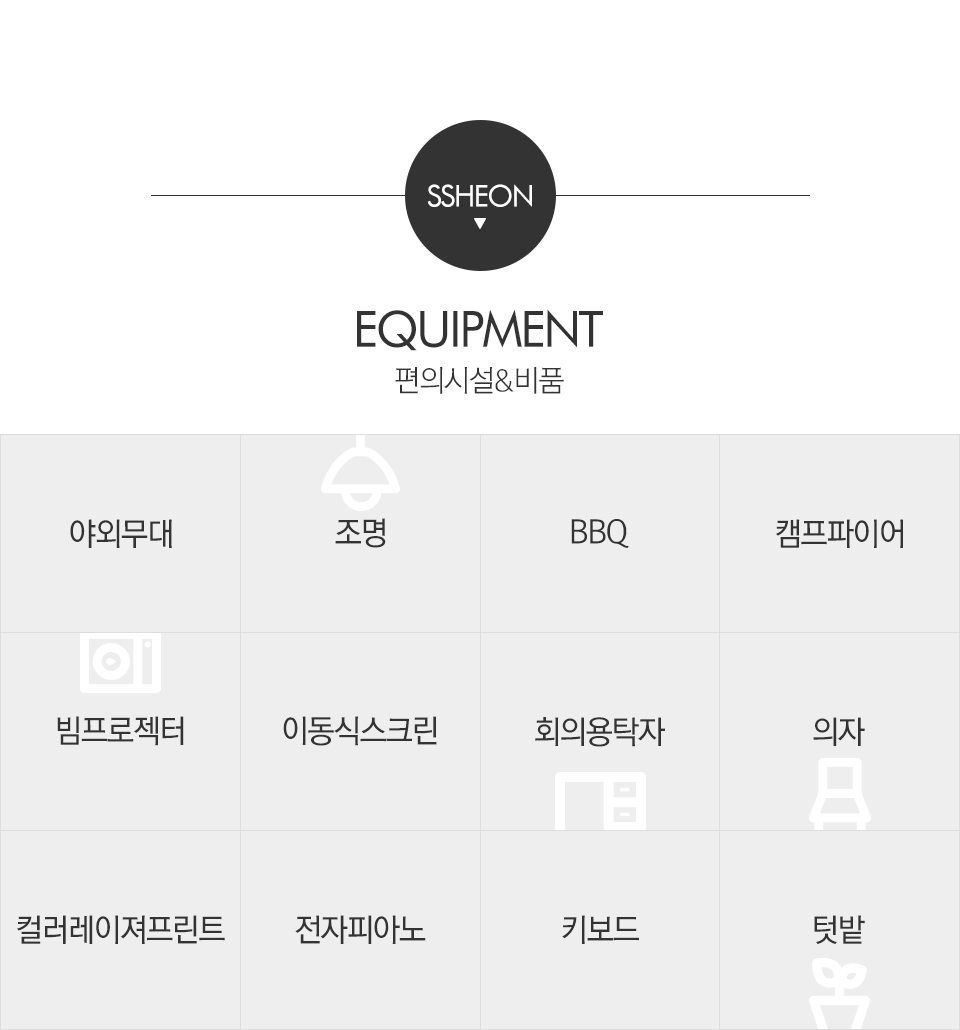 SSHEON
EQUIPMENT
편의시설&비품
야외무대
조명
BBQ
캠프파이어
빔프로젝터
이동식스크린
회의용탁자
의자
컬러레이져프린트
전자피아노
키보드
텃밭